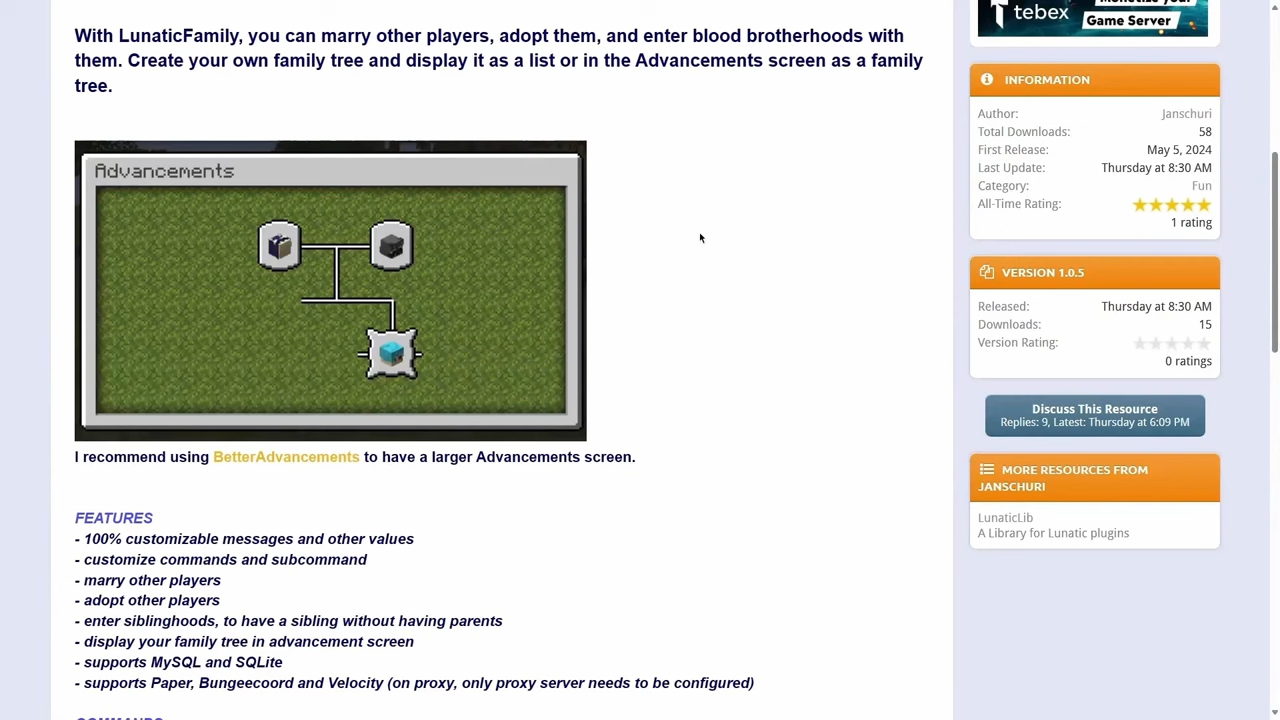 With LunaticFamily, you can marry other players, adopt them, and enter blood brotherhoods with
them. Create your own family tree and display it as a list or in the Advancements screen as a family
tree.
Advancements
I recommend using BetterAdvancements to have a larger Advancements screen.
FEATURES
- 100% customizable messages and other values
- customize commands and subcommand
- marry other players
- adopt other players
- enter siblinghoods, to have a sibling without having parents
- display your family tree in advancement screen
- supports MySQL and SQLite
- supports Paper, Bungeecoord and Velocity (on proxy, only proxy server needs to be configured)
COMMANDS
Monetize your
tebex
Game Server
INFORMATION
Author: Janschuri
Total Downloads: 58
First Release: May 5, 2024
Last Update: Thursday at 8:30 AM
Category: Fun
All-Time Rating:
1 rating
VERSION 1.0.5
Released: Thursday at 8:30 AM
Downloads: 15
Version Rating:
0 ratings
Discuss This Resource
Replies: 9, Latest: Thursday at 6:09 PM
MORE RESOURCES FROM
JANSCHURI
LunaticLib
A Library for Lunatic plugins